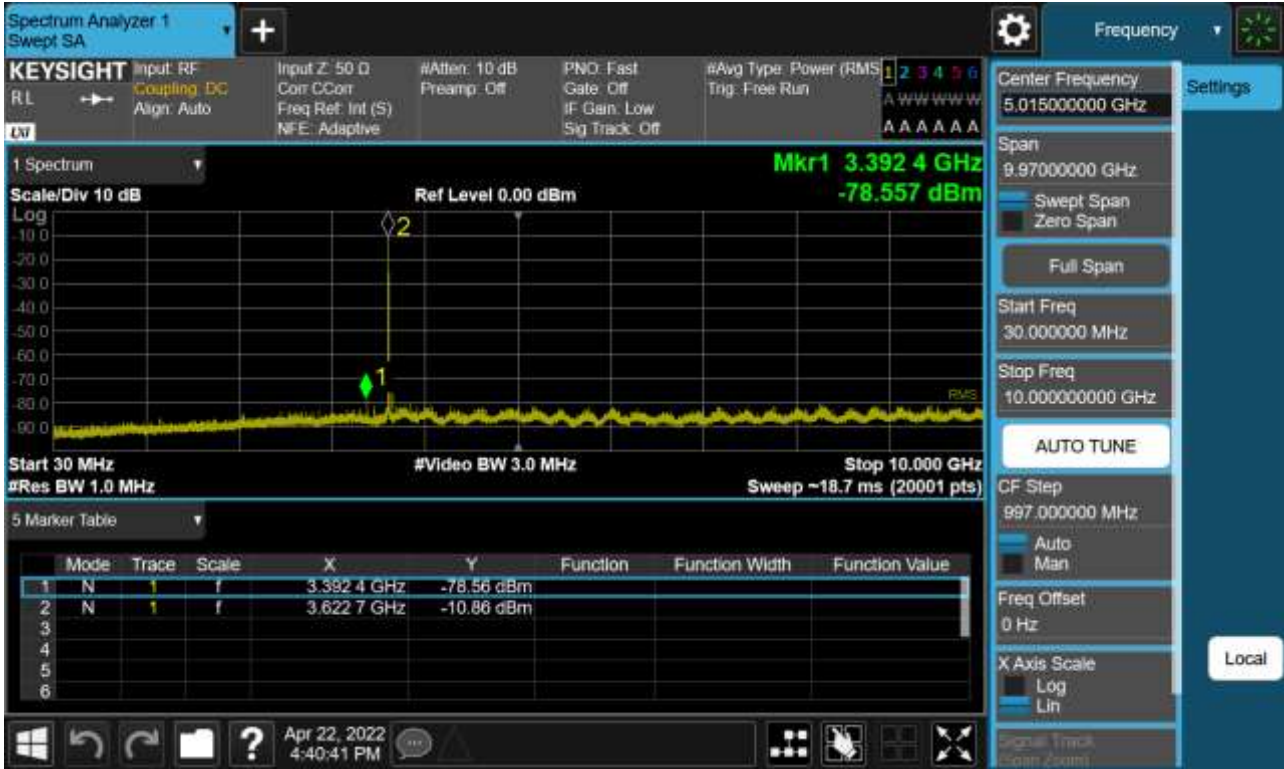 Spectrum Analyzer 1
Swept SA
+
Frequency
KEYSIGHT
RL
LXI
Input: RF
Coupling: DC
Align: Auto
Input Z: 50 Ω
Corr CCorr
Freq Ref: Int (S)
NFE: Adaptive
#Atten: 10 dB
Preamp: Off
PNO: Fast
Gate: Off
IF Gain: Low
Sig Track: Off
#Avg Type: Power (RMS
Trig: Free Run
1 2 3 4 5 6
A W W W W W
A A A A A A
1 Spectrum
Scale/Div 10 dB
Ref Level 0.00 dBm
Mkr1 3.392 4 GHz
-78.557 dBm
Log
-10.0
-20.0
-30.0
-40.0
-50.0
-60.0
-70.0
-80.0
-90.0
2
1
RMS
Start 30 MHz
#Video BW 3.0 MHz
Stop 10.000 GHz
#Res BW 1.0 MHz
Sweep ~18.7 ms (20001 pts)
5 Marker Table
Mode Trace Scale X Y Function Function Width Function Value
1 N 1 f 3.392 4 GHz -78.56 dBm
2 N 1 f 3.622 7 GHz -10.86 dBm
3
4
5
6
Apr 22, 2022
4:40:41 PM
?
Center Frequency
5.015000000 GHz
Span
9.97000000 GHz
Swept Span
Zero Span
Full Span
Start Freq
30.000000 MHz
Stop Freq
10.000000000 GHz
AUTO TUNE
CF Step
997.000000 MHz
Auto
Man
Freq Offset
0 Hz
X Axis Scale
Log
Lin
Signal Track
(Span Zoom)
Settings
Local